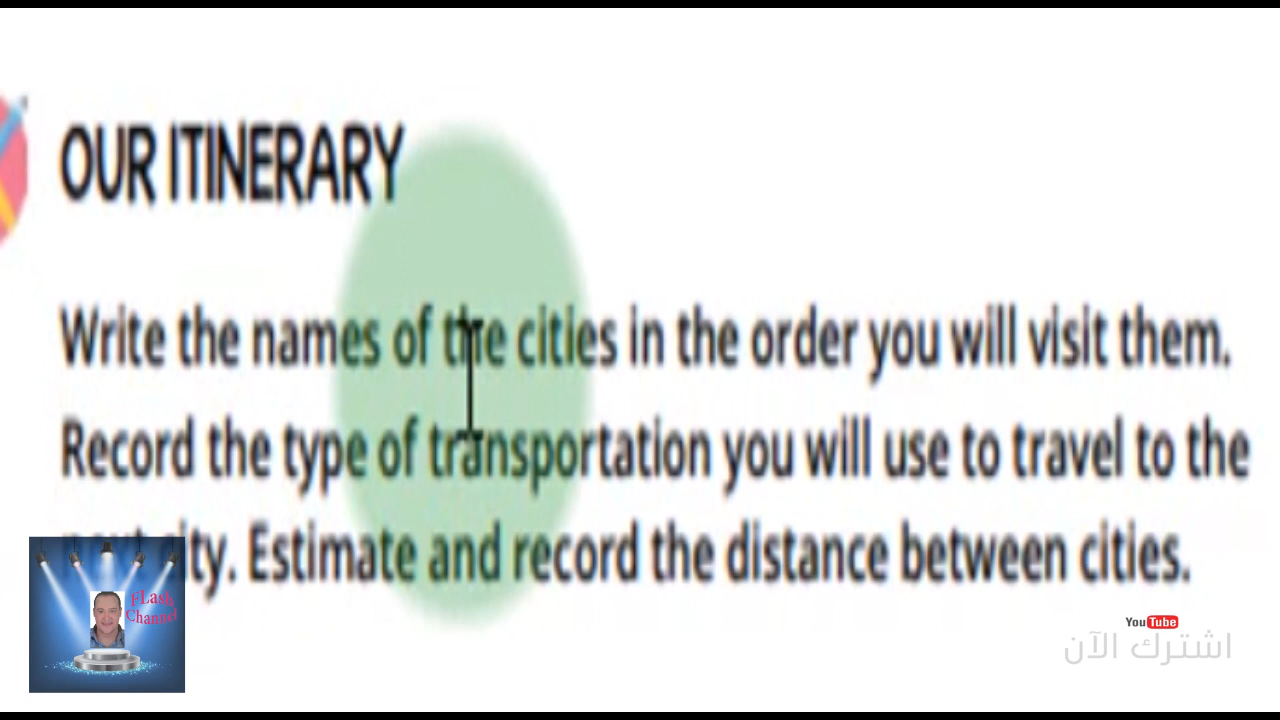 OUR ITINERARY
Write the names of the cities in the order you will visit them.
Record the type of transportation you will use to travel to the
Estimate and record the distance between cities.
FLash
Channel
YouTube
اشترك الآن